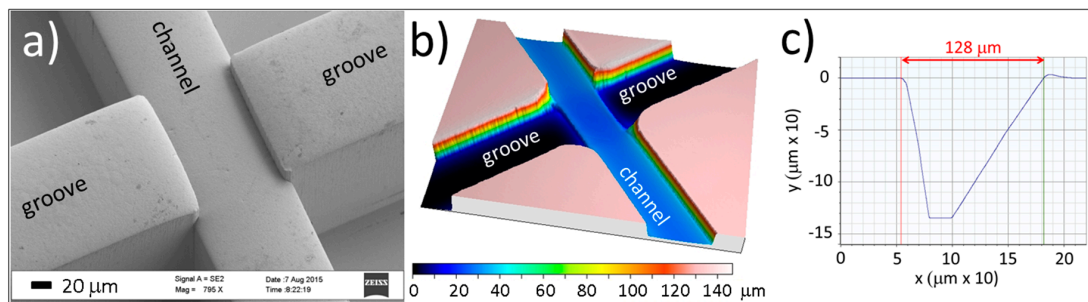 a)
channel
groove
groove
20 μm
Signal A = SE2
Mag = 795 X
Date :7 Aug 2015
Time :8:22:19
ZEISS
b)
groove
groove
channel
0 20 40 60 80 100 120 140 μm
c)
128 μm
0
-5
-10
-15
y (μm x 10)
0 5 10 15 20
x (μm x 10)